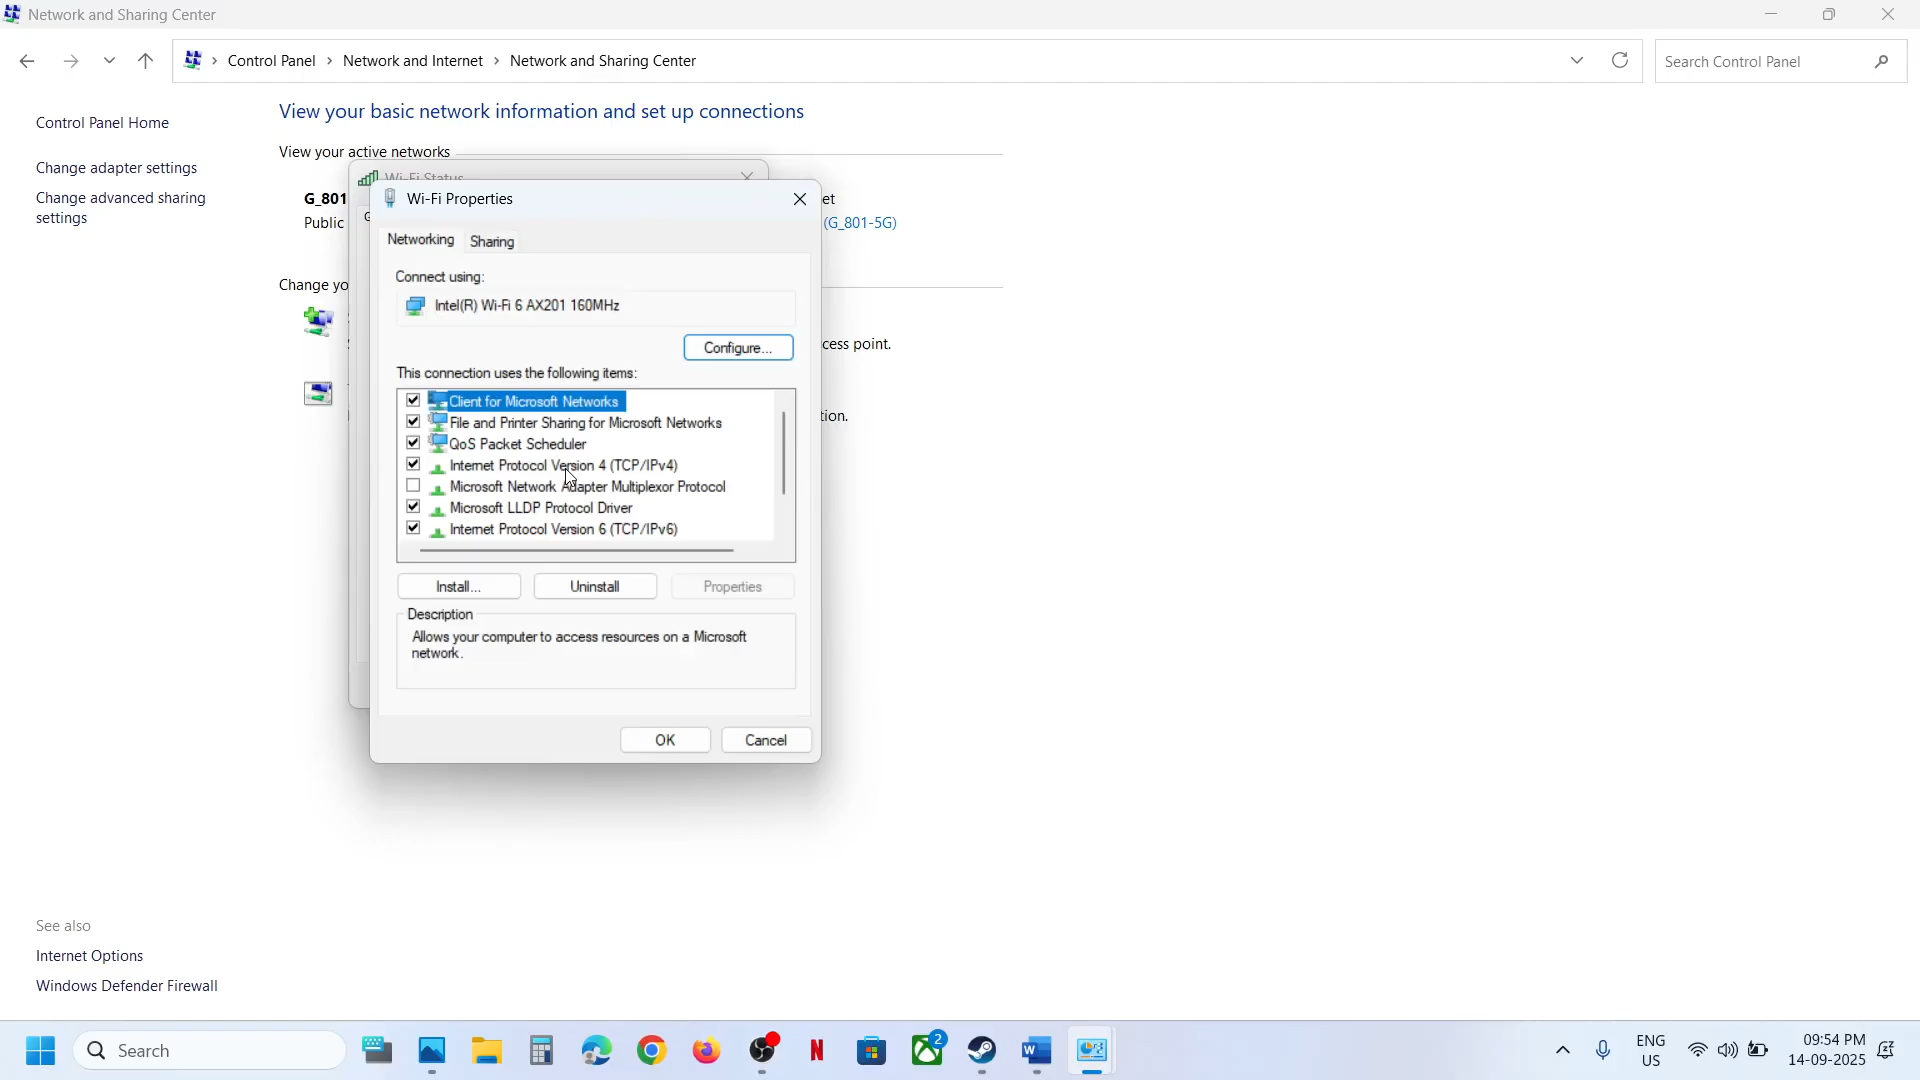 Network and Sharing Center
Control Panel > Network and Internet > Network and Sharing Center
Search Control Panel
Control Panel Home
Change adapter settings
Change advanced sharing
settings
View your basic network information and set up connections
View your active networks
G_801
Public
et
(G_801-5G)
Change yo
cess point.
tion.
Wi-Fi Status
G
Wi-Fi Properties
Networking
Sharing
Connect using:
Intel(R) Wi-Fi 6 AX201 160MHz
Configure...
This connection uses the following items:
Client for Microsoft Networks
File and Printer Sharing for Microsoft Networks
QoS Packet Scheduler
Internet Protocol Version 4 (TCP/IPv4)
Microsoft Network Adapter Multiplexor Protocol
Microsoft LLDP Protocol Driver
Internet Protocol Version 6 (TCP/IPv6)
Install...
Uninstall
Properties
Description
Allows your computer to access resources on a Microsoft
network.
OK
Cancel
See also
Internet Options
Windows Defender Firewall
Search
2
ENG
US
09:54 PM
14-09-2025